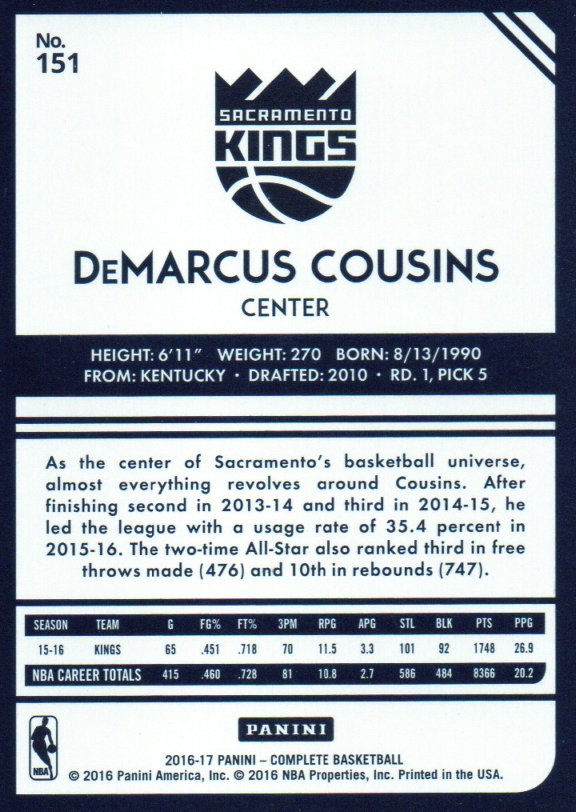 No.
151
SACRAMENTO
KINGS
DeMARCUS COUSINS
CENTER
HEIGHT: 6'11" WEIGHT: 270 BORN: 8/13/1990
FROM: KENTUCKY • DRAFTED: 2010 • RD. 1, PICK 5
As the center of Sacramento's basketball universe,
almost everything revolves around Cousins. After
finishing second in 2013-14 and third in 2014-15, he
led the league with a usage rate of 35.4 percent in
2015-16. The two-time All-Star also ranked third in free
throws made (476) and 10th in rebounds (747).
SEASON TEAM G FG% FT% 3PM RPG APG STL BLK PTS PPG
15-16 KINGS 65 .451 .718 70 11.5 3.3 101 92 1748 26.9
NBA CAREER TOTALS 415 .460 .728 81 10.8 2.7 586 484 8366 20.2
PANINI
NBA
2016-17 PANINI – COMPLETE BASKETBALL
© 2016 Panini America, Inc. © 2016 NBA Properties, Inc. Printed in the USA.